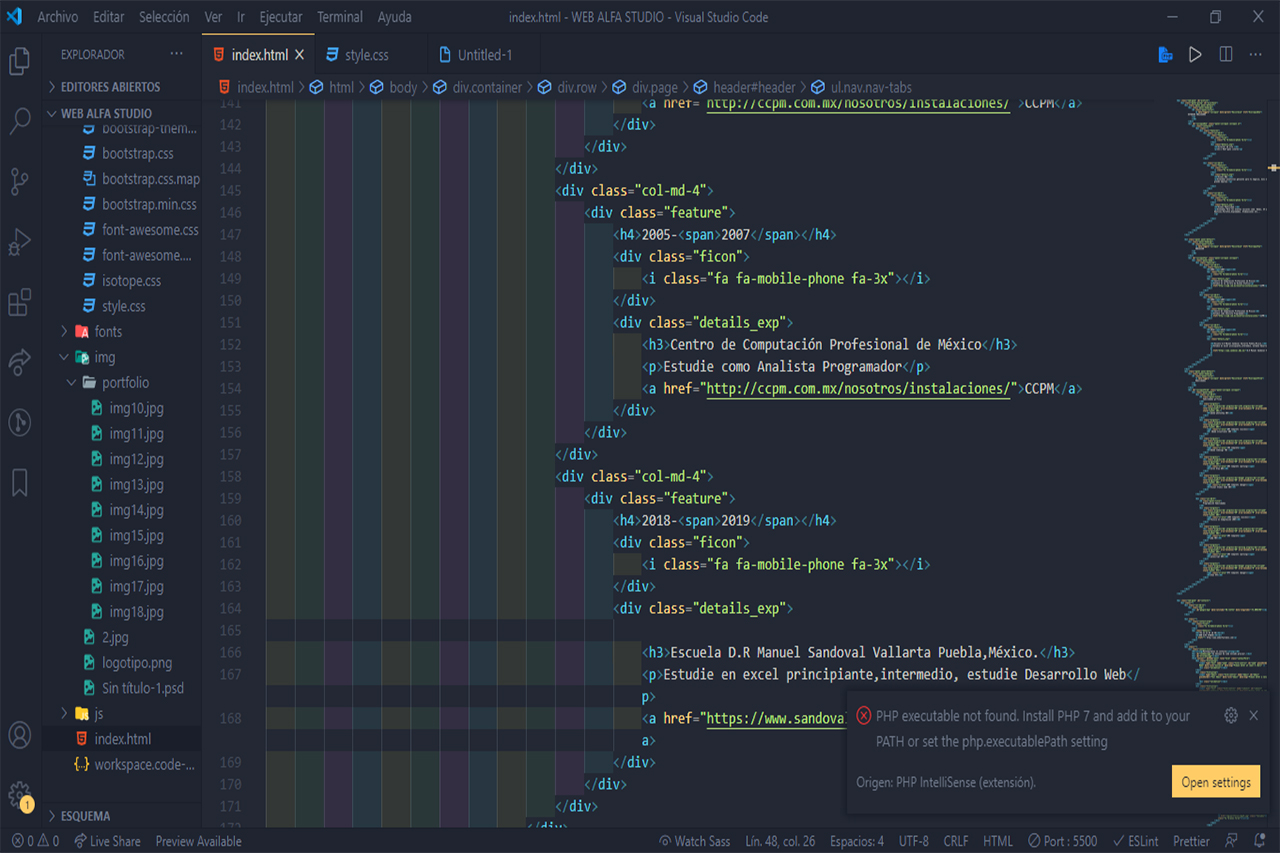 Archivo Editar Selección Ver Ir Ejecutar Terminal Ayuda
index.html - WEB ALFA STUDIO - Visual Studio Code
EXPLORADOR ...
EDITORES ABIERTOS
WEB ALFA STUDIO
bootstrap-them...
bootstrap.css
bootstrap.css.map
bootstrap.min.css
font-awesome.css
font-awesome....
isotope.css
style.css
fonts
img
portfolio
img10.jpg
img11.jpg
img12.jpg
img13.jpg
img14.jpg
img15.jpg
img16.jpg
img17.jpg
img18.jpg
2.jpg
logotipo.png
Sin título-1.psd
js
index.html
workspace.code-...
ESQUEMA
index.html style.css Untitled-1
index.html > html > body > div.container > div.row > div.page > header#header > ul.nav.nav-tabs
141 <a href="http://ccpm.com.mx/nosotros/instalaciones/">CCPM</a>
142 </div>
143 </div>
144 </div>
145 <div class="col-md-4">
146 <div class="feature">
147 <h4>2005-<span>2007</span></h4>
148 <div class="ficon">
149 <i class="fa fa-mobile-phone fa-3x"></i>
150 </div>
151 <div class="details_exp">
152 <h3>Centro de Computación Profesional de México</h3>
153 <p>Estudie como Analista Programador</p>
154 <a href="http://ccpm.com.mx/nosotros/instalaciones/">CCPM</a>
155 </div>
156 </div>
157 </div>
158 <div class="col-md-4">
159 <div class="feature">
160 <h4>2018-<span>2019</span></h4>
161 <div class="ficon">
162 <i class="fa fa-mobile-phone fa-3x"></i>
163 </div>
164 <div class="details_exp">
165
166 <h3>Escuela D.R Manuel Sandoval Vallarta Puebla,México.</h3>
167 <p>Estudie en excel principiante,intermedio, estudie Desarrollo Web</
p>
168 <a href="https://www.sandoval
a>
169 </div>
170 </div>
171 </div>
172 </div>
PHP executable not found. Install PHP 7 and add it to your
PATH or set the php.executablePath setting
Origen: PHP IntelliSense (extensión).
Open settings
1
0 0 Live Share Preview Available
Watch Sass Lín. 48, col. 26 Espacios: 4 UTF-8 CRLF HTML Port : 5500 ESLint Prettier